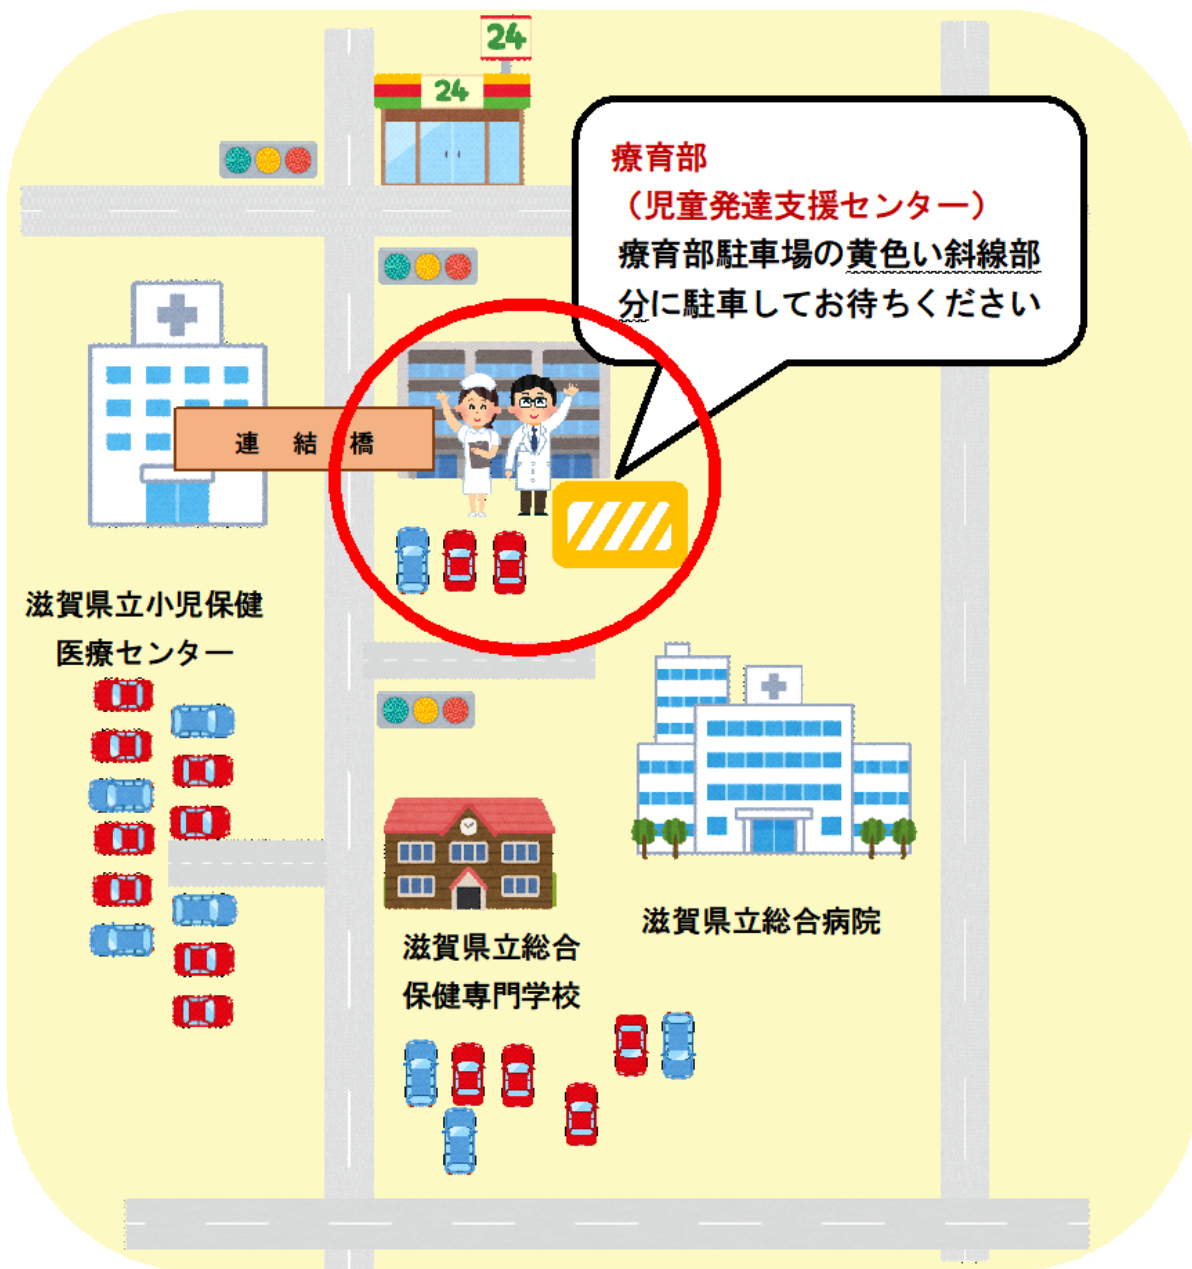 24
24
療育部
（児童発達支援センター）
療育部駐車場の黄色い斜線部
分に駐車してお待ちください
連結橋
滋賀県立小児保健
医療センター
滋賀県立総合病院
滋賀県立総合
保健専門学校